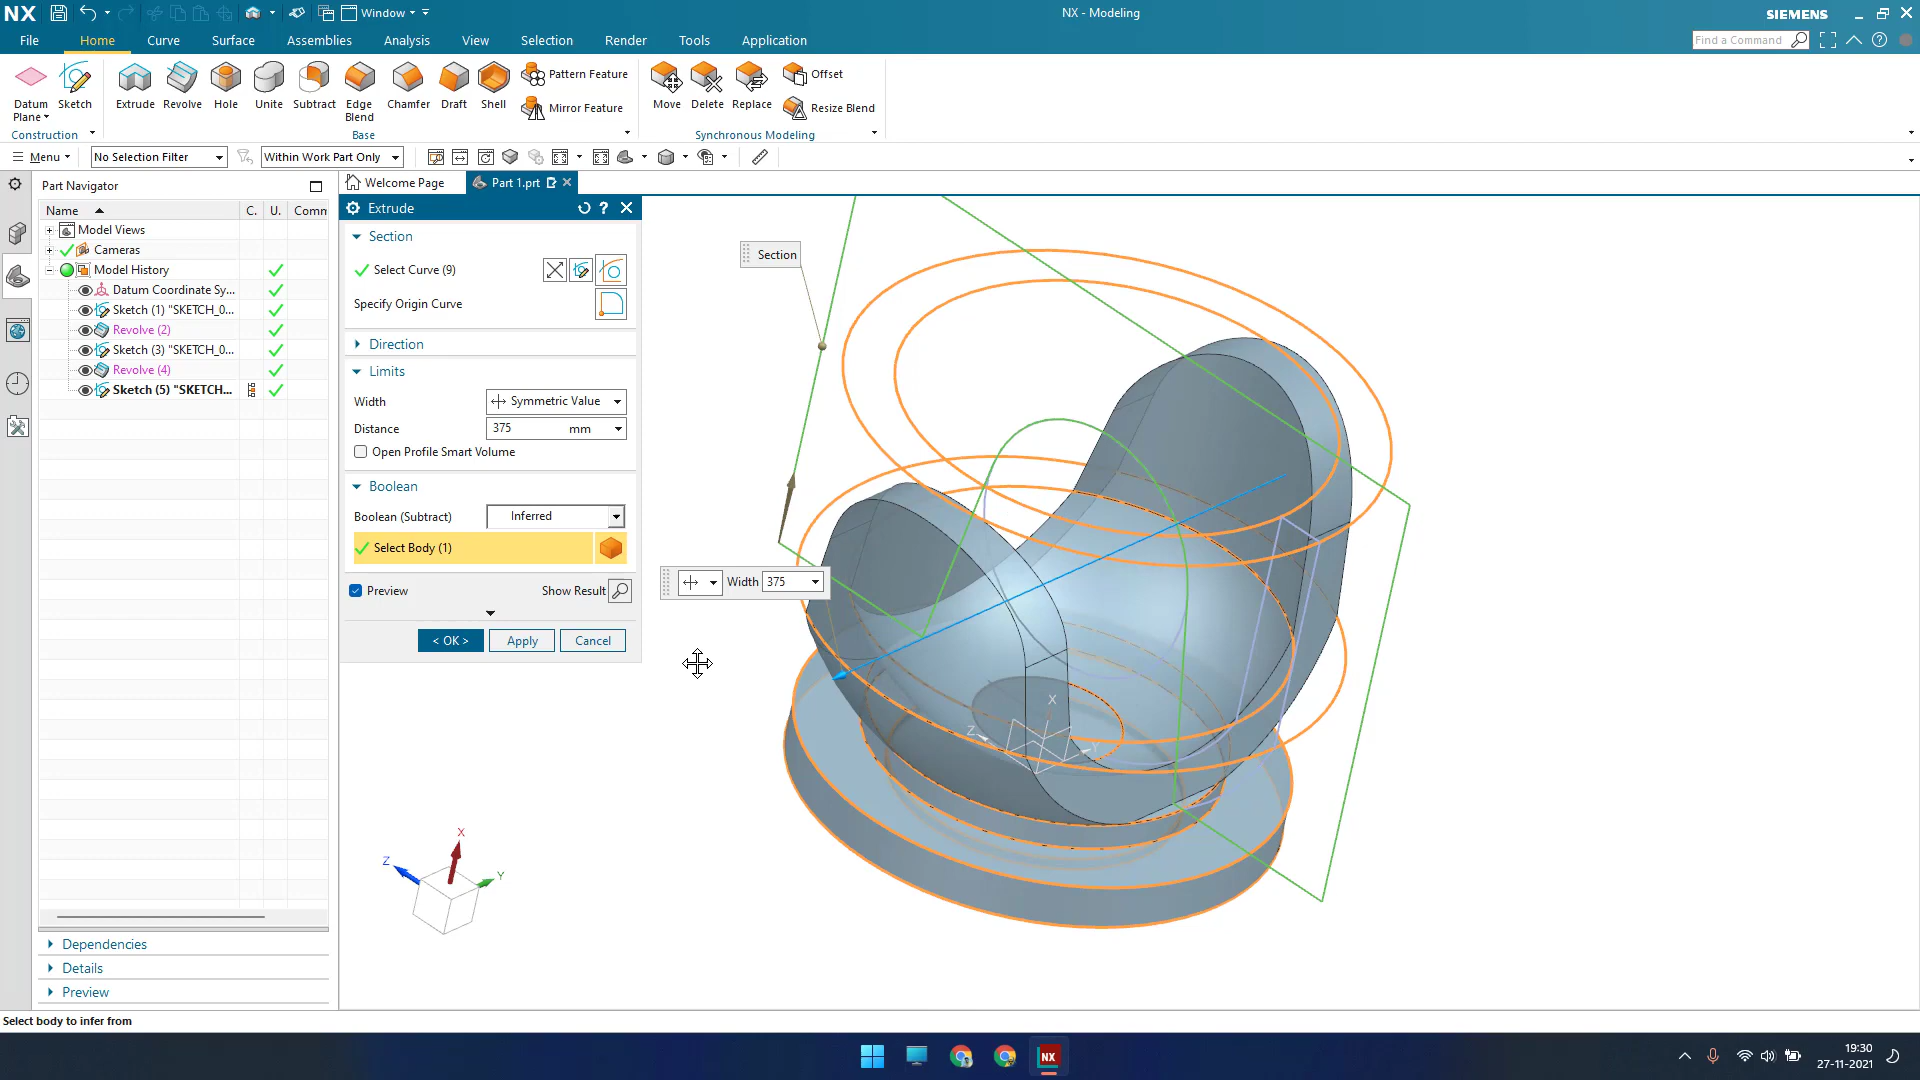 NX
Window
NX - Modeling
SIEMENS
File
Home
Curve
Surface
Assemblies
Analysis
View
Selection
Render
Tools
Application
Find a Command
Datum Plane
Sketch
Extrude
Revolve
Hole
Unite
Subtract
Edge Blend
Chamfer
Draft
Shell
Pattern Feature
Mirror Feature
Move
Delete
Replace
Offset
Resize Blend
Construction
Base
Synchronous Modeling
Menu
No Selection Filter
Within Work Part Only
Part Navigator
Welcome Page
Part 1.prt
Name
C.
U.
Comm
Model Views
Cameras
Model History
Datum Coordinate Sy...
Sketch (1) "SKETCH_0...
Revolve (2)
Sketch (3) "SKETCH_0...
Revolve (4)
Sketch (5) "SKETCH...
Dependencies
Details
Preview
Extrude
Section
Select Curve (9)
Specify Origin Curve
Direction
Limits
Width
Symmetric Value
Distance
375 mm
Open Profile Smart Volume
Boolean
Boolean (Subtract)
Inferred
Select Body (1)
Preview
Show Result
< OK >
Apply
Cancel
Section
Width 375
X
Z
Y
X
Z
Y
Select body to infer from
NX
19:30
27-11-2021